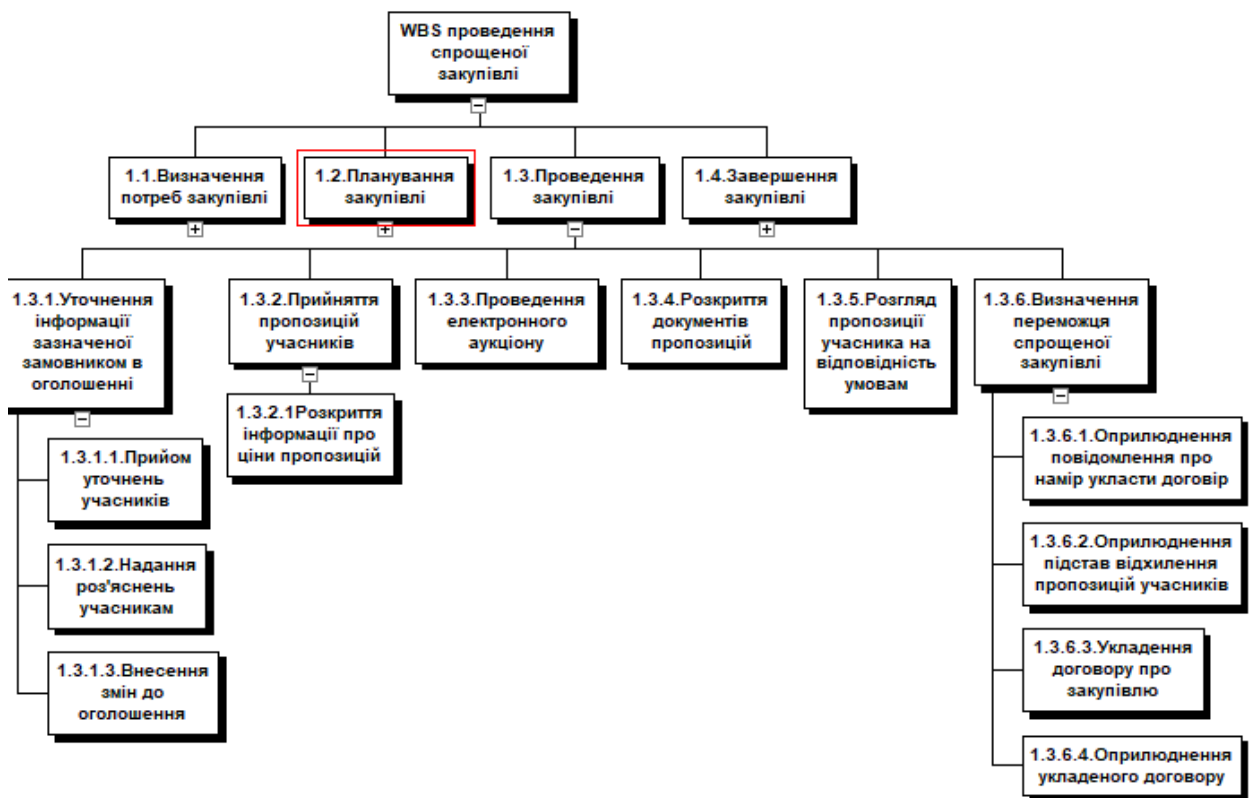 WBS проведення
спрощеної
закупівлі
1.1.Визначення
потреб закупівлі
1.2.Планування
закупівлі
1.3.Проведення
закупівлі
1.4.Завершення
закупівлі
1.3.1.Уточнення
інформації
зазначеної
замовником в
оголошенні
1.3.2.Прийняття
пропозицій
учасників
1.3.3.Проведення
електронного
аукціону
1.3.4.Розкриття
документів
пропозицій
1.3.5.Розгляд
пропозиції
учасника на
відповідність
умовам
1.3.6.Визначення
переможця
спрощеної
закупівлі
1.3.1.1.Прийом
уточнень
учасників
1.3.1.2.Надання
роз'яснень
учасникам
1.3.1.3.Внесення
змін до
оголошення
1.3.2.1Розкриття
інформації про
ціни пропозицій
1.3.6.1.Оприлюднення
повідомлення про
намір укласти договір
1.3.6.2.Оприлюднення
підстав відхилення
пропозицій учасників
1.3.6.3.Укладення
договору про
закупівлю
1.3.6.4.Оприлюднення
укладеного договору